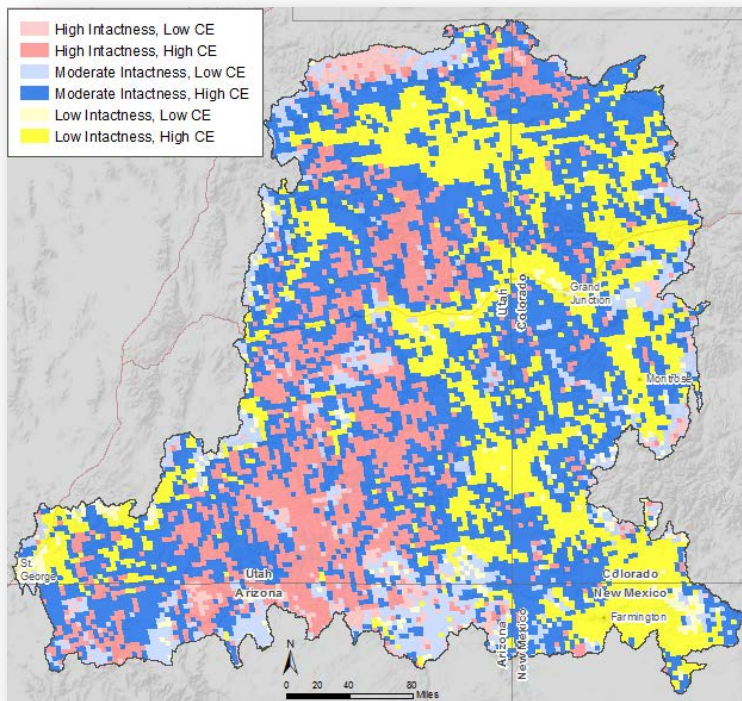 High Intactness, Low CE
High Intactness, High CE
Moderate Intactness, Low CE
Moderate Intactness, High CE
Low Intactness, Low CE
Low Intactness, High CE
Utah
Colorado
Grand
Junction
Montrose
St.
George
Utah
Arizona
Colorado
New Mexico
Arizona
New Mexico
Farmington
N
0 20 40 80
Miles